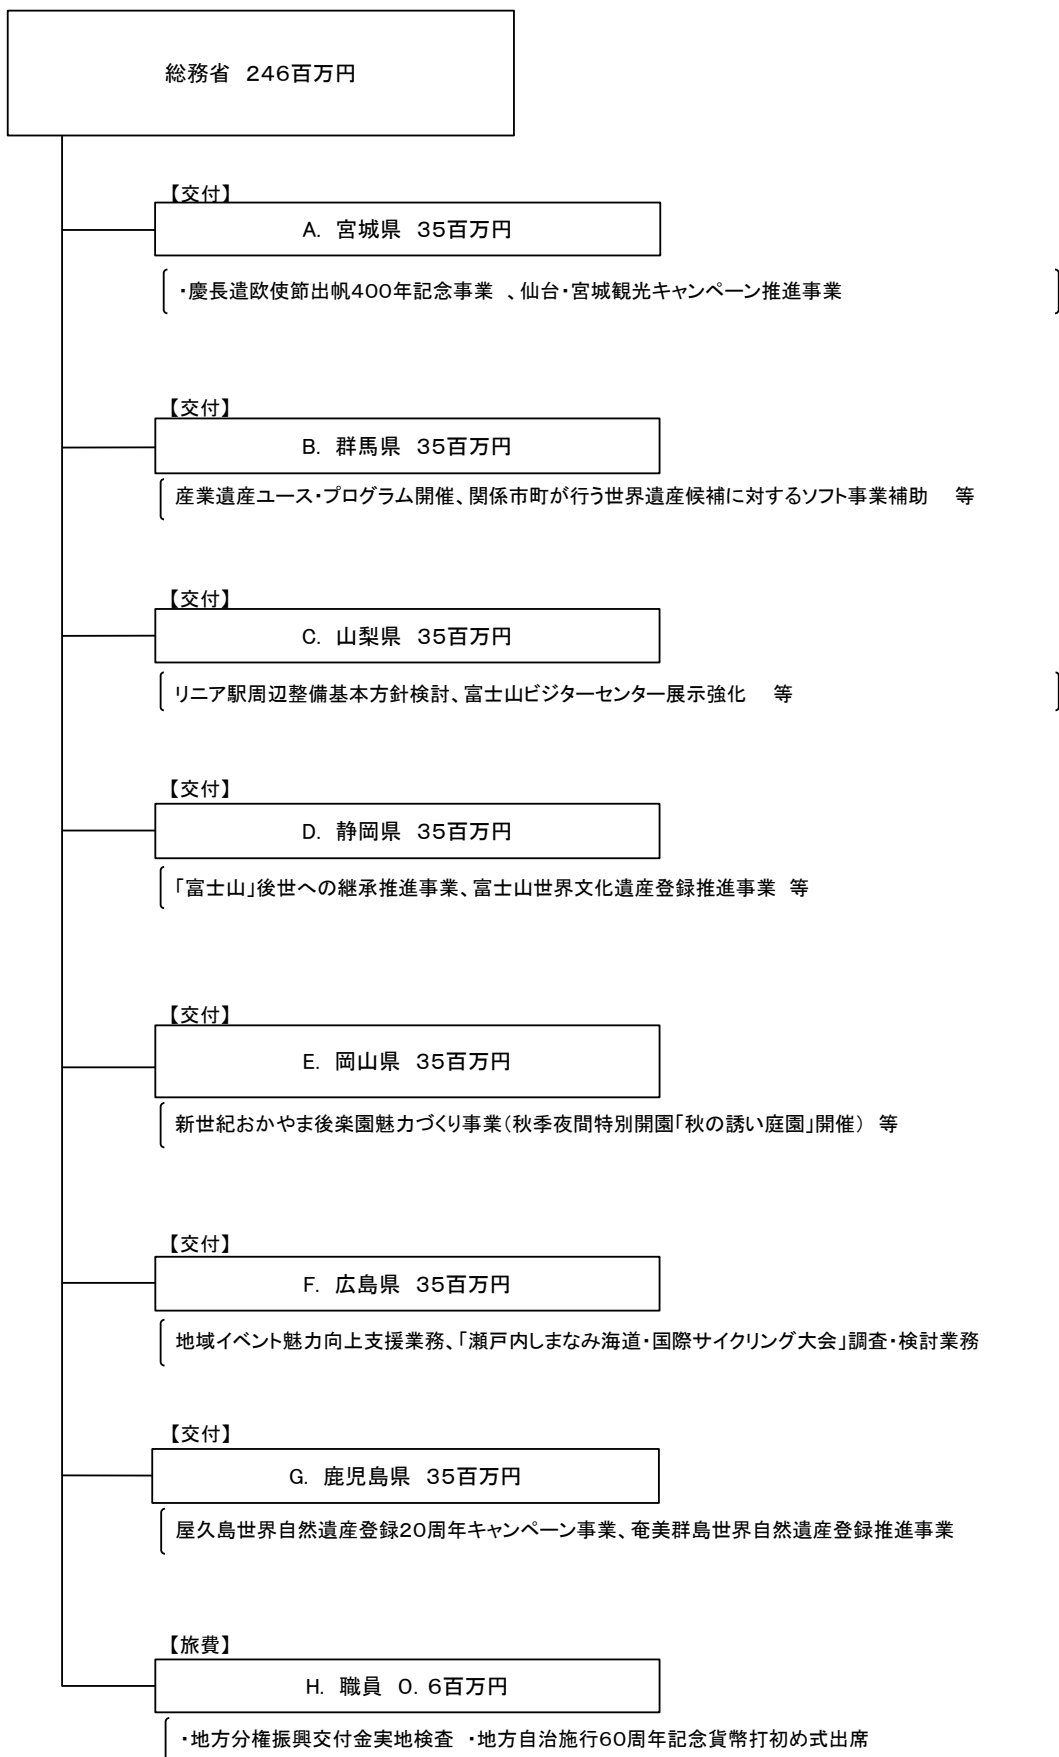 総務省　246百万円
【交付】
A.　宮城県　35百万円
・慶長遣欧使節出帆400年記念事業　、仙台・宮城観光キャンペーン推進事業
【交付】
B.　群馬県　35百万円
産業遺産ユース・プログラム開催、関係市町が行う世界遺産候補に対するソフト事業補助　等
【交付】
C.　山梨県　35百万円
リニア駅周辺整備基本方針検討、富士山ビジターセンター展示強化　等
【交付】
D.　静岡県　35百万円
「富士山」後世への継承推進事業、富士山世界文化遺産登録推進事業　等
【交付】
E.　岡山県　35百万円
新世紀おかやま後楽園魅力づくり事業（秋季夜間特別開園「秋の誘い庭園」開催）　等
【交付】
F.　広島県　35百万円
地域イベント魅力向上支援業務、「瀬戸内しまなみ海道・国際サイクリング大会」調査・検討業務
【交付】
G.　鹿児島県　35百万円
屋久島世界自然遺産登録20周年キャンペーン事業、奄美群島世界自然遺産登録推進事業
【旅費】
H.　職員　0.6百万円
・地方分権振興交付金実地検査　・地方自治施行60周年記念貨幣打初め式出席